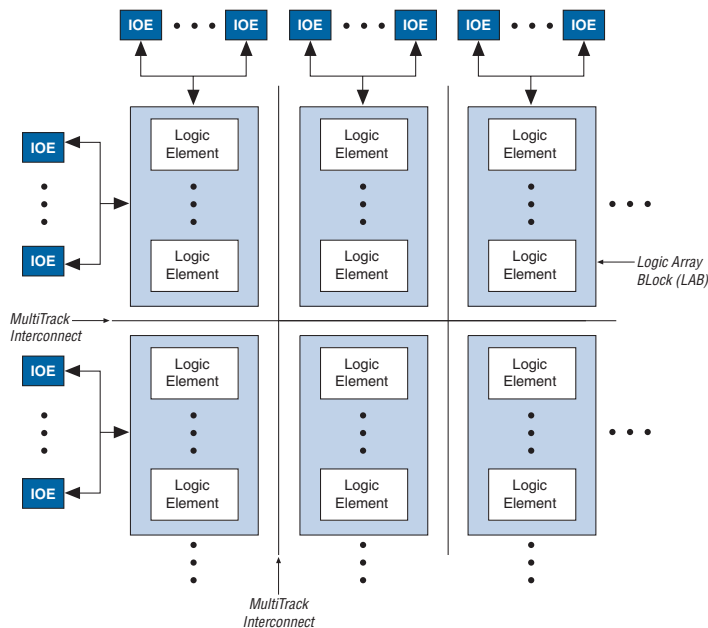 IOE IOE IOE IOE IOE IOE
Logic Element
Logic Element
Logic Element
IOE
IOE
Logic Element
Logic Element
Logic Element
Logic Array
BLock (LAB)
MultiTrack
Interconnect
IOE
IOE
Logic Element
Logic Element
Logic Element
Logic Element
Logic Element
Logic Element
MultiTrack
Interconnect